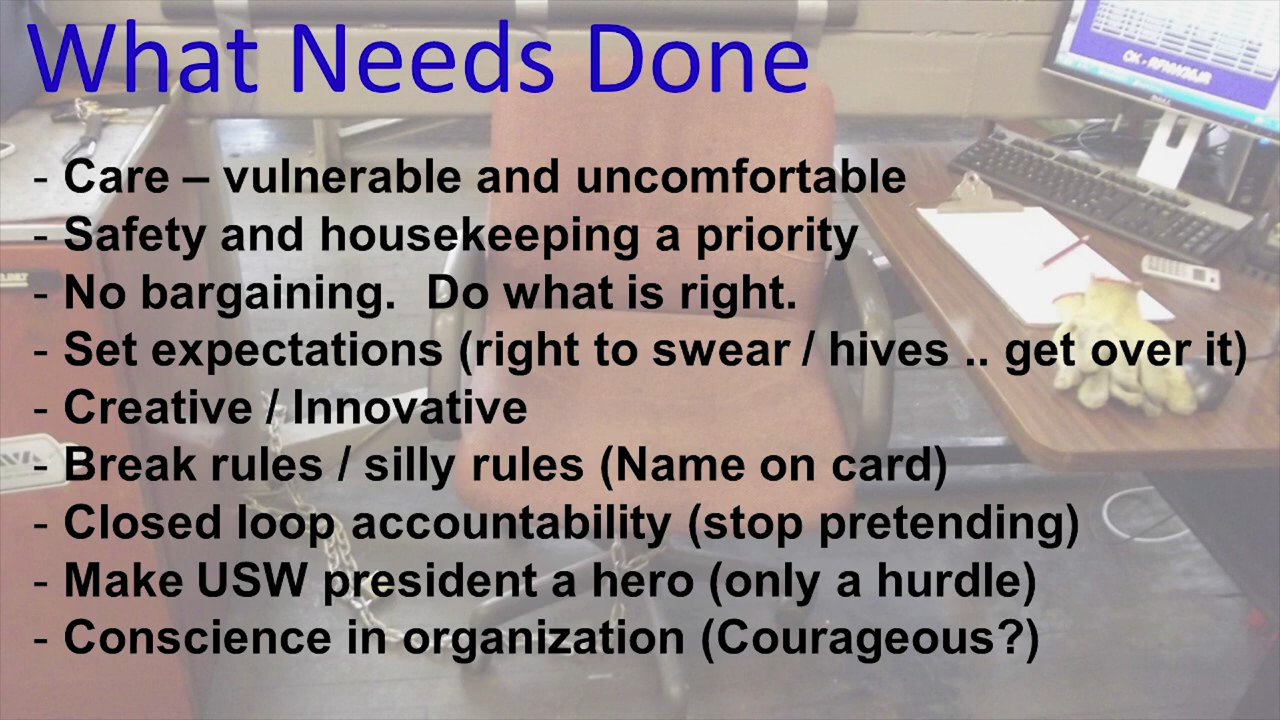 What Needs Done
- Care – vulnerable and uncomfortable
- Safety and housekeeping a priority
- No bargaining.  Do what is right.
- Set expectations (right to swear / hives .. get over it)
- Creative / Innovative
- Break rules / silly rules (Name on card)
- Closed loop accountability (stop pretending)
- Make USW president a hero (only a hurdle)
- Conscience in organization (Courageous?)